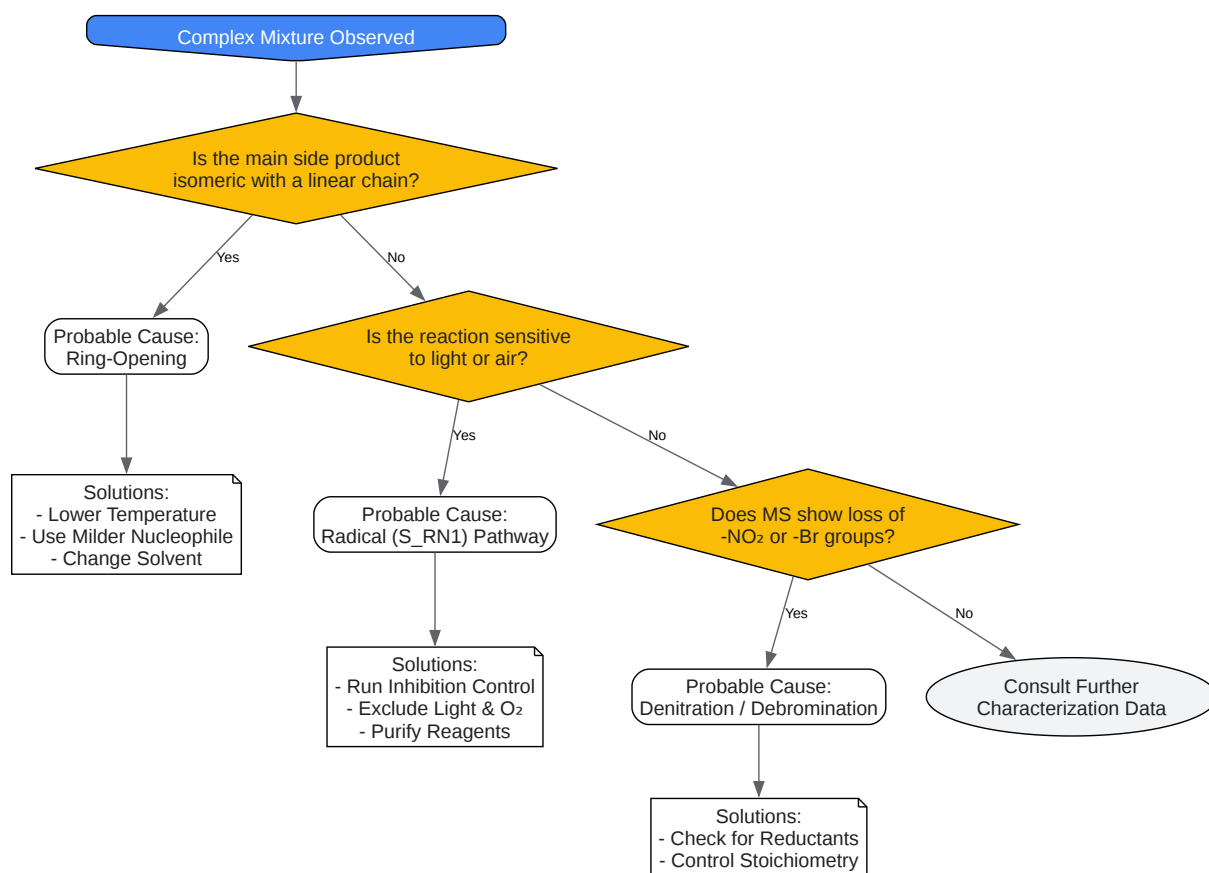 Complex Mixture Observed
Is the main side product
isomeric with a linear chain?
Yes
No
Probable Cause:
Ring-Opening
Is the reaction sensitive
to light or air?
Yes
No
Solutions:
- Lower Temperature
- Use Milder Nucleophile
- Change Solvent
Probable Cause:
Radical (S_RN1) Pathway
Does MS show loss of
-NO₂ or -Br groups?
Yes
No
Solutions:
- Run Inhibition Control
- Exclude Light & O₂
- Purify Reagents
Probable Cause:
Denitration / Debromination
Consult Further
Characterization Data
Solutions:
- Check for Reductants
- Control Stoichiometry